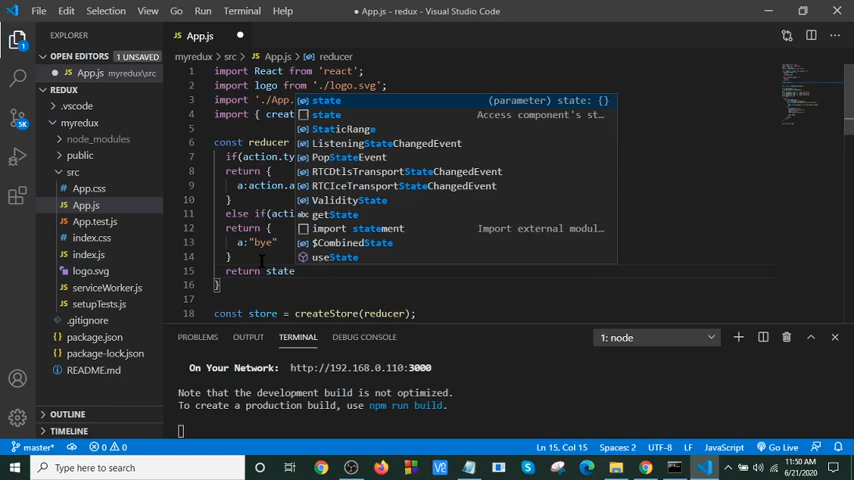 File Edit Selection View Go Run Terminal Help
● App.js - redux - Visual Studio Code
EXPLORER
OPEN EDITORS 1 UNSAVED
● App.js myredux\src
REDUX
.vscode
myredux
node_modules
public
src
App.css
App.js
App.test.js
index.css
index.js
logo.svg
serviceWorker.js
setupTests.js
.gitignore
package.json
package-lock.json
README.md
OUTLINE
TIMELINE
App.js ●
myredux > src > App.js > reducer
1 import React from 'react';
2 import logo from './logo.svg';
3 import './App.
4 import { creat
5
6 const reducer
7 if(action.ty
8 return {
9 a:action.a
10 }
11 else if(acti
12 return {
13 a:"bye"
14 }
15 return state
16 }
17
18 const store = createStore(reducer);
state (parameter) state: {}
state Access component's st...
StaticRange
ListeningStateChangedEvent
PopStateEvent
RTCDtlsTransportStateChangedEvent
RTCIceTransportStateChangedEvent
ValidityState
abc getState
import statement Import external modul...
$CombinedState
useState
PROBLEMS OUTPUT TERMINAL DEBUG CONSOLE 1: node
On Your Network: http://192.168.0.110:3000
Note that the development build is not optimized.
To create a production build, use npm run build.
master* 0 0 Ln 15, Col 15 Spaces: 2 UTF-8 LF JavaScript Go Live
Type here to search
11:50 AM
6/21/2020